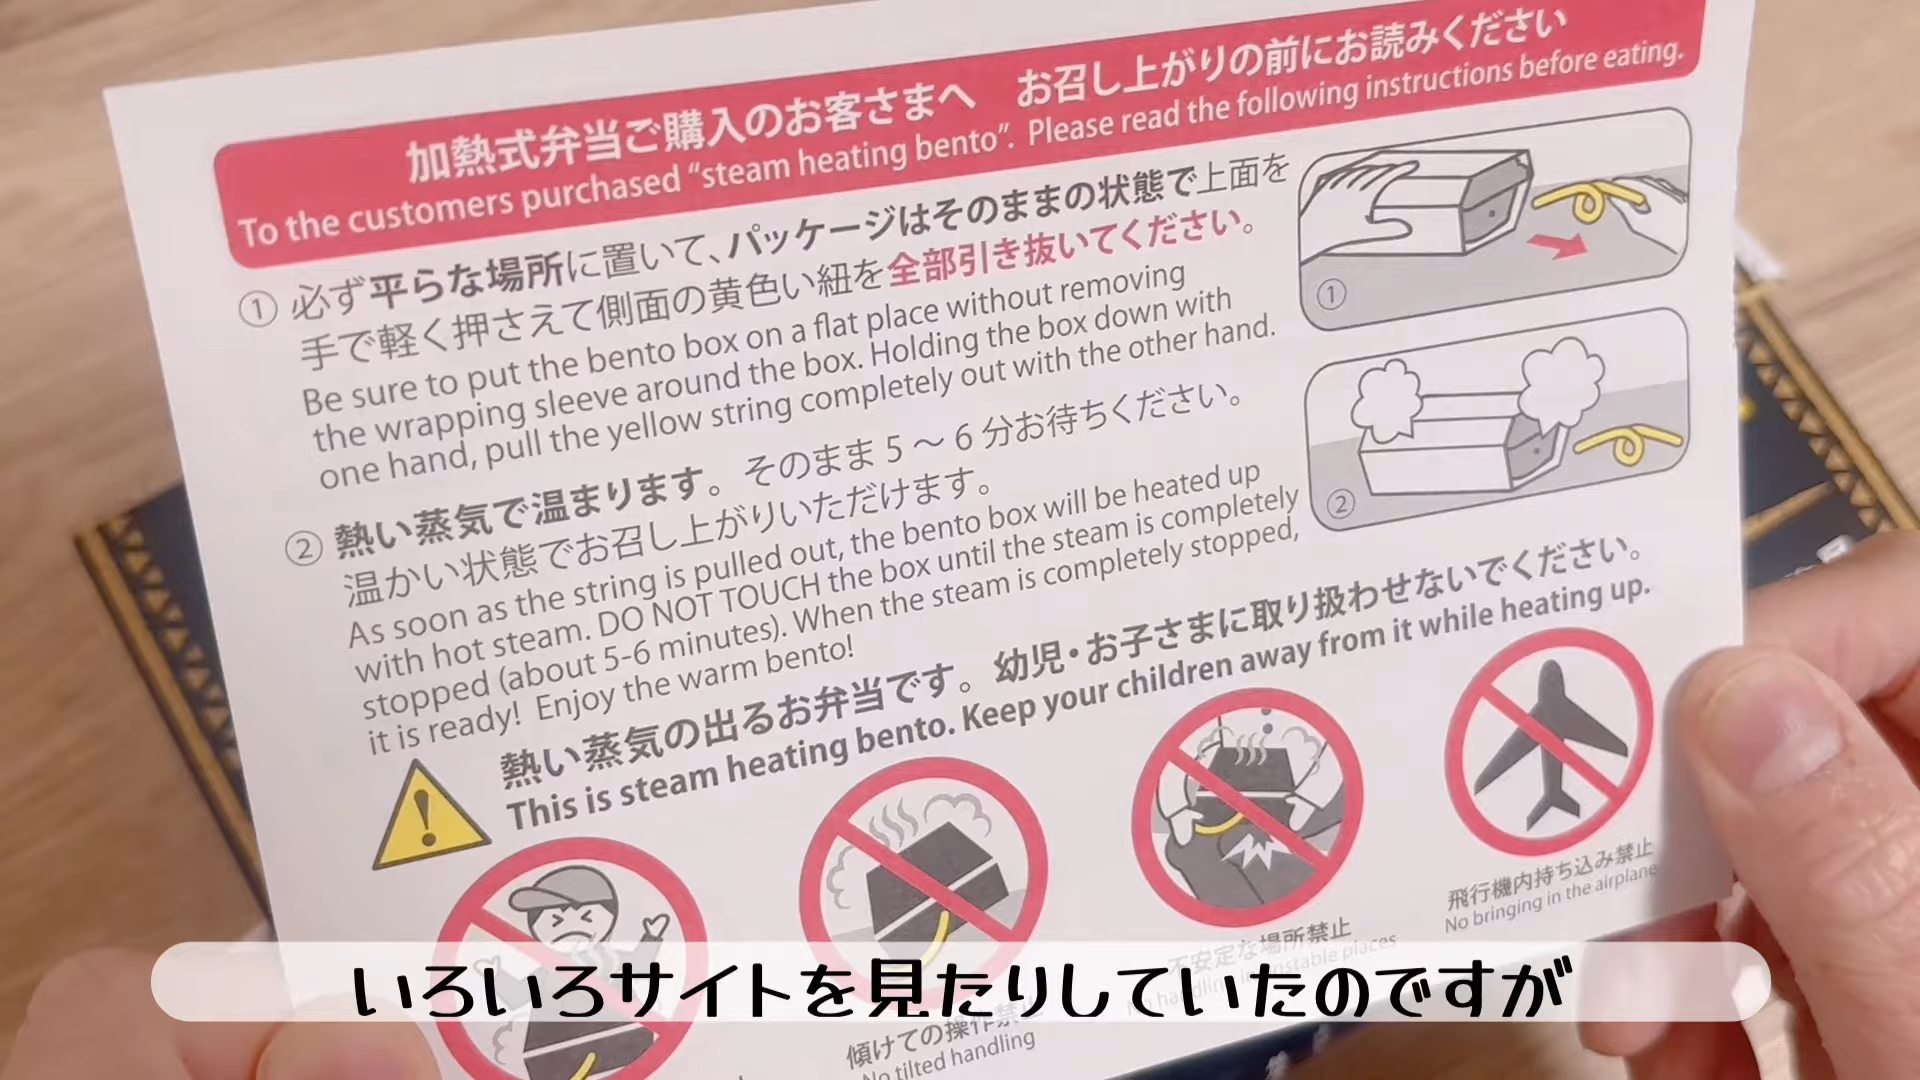 加熱式弁当ご購入のお客さまへ お召し上がりの前にお読みください
To the customers purchased “steam heating bento”. Please read the following instructions before eating.
① 必ず平らな場所に置いて、パッケージはそのままの状態で上面を
手で軽く押さえて側面の黄色い紐を全部引き抜いてください。
Be sure to put the bento box on a flat place without removing
the wrapping sleeve around the box. Holding the box down with
one hand, pull the yellow string completely out with the other hand.
①
② 熱い蒸気で温まります。そのまま 5 〜 6 分お待ちください。
温かい状態でお召し上がりいただけます。
As soon as the string is pulled out, the bento box will be heated up
with hot steam. DO NOT TOUCH the box until the steam is completely
stopped (about 5-6 minutes). When the steam is completely stopped,
it is ready! Enjoy the warm bento!
②
熱い蒸気の出るお弁当です。幼児・お子さまに取り扱わせないでください。
This is steam heating bento. Keep your children away from it while heating up.
飛行機内持ち込み禁止
No bringing in the airplane
不安定な場所禁止
places
傾けての操作禁止
No tilted handling
いろいろサイトを見たりしていたのですが